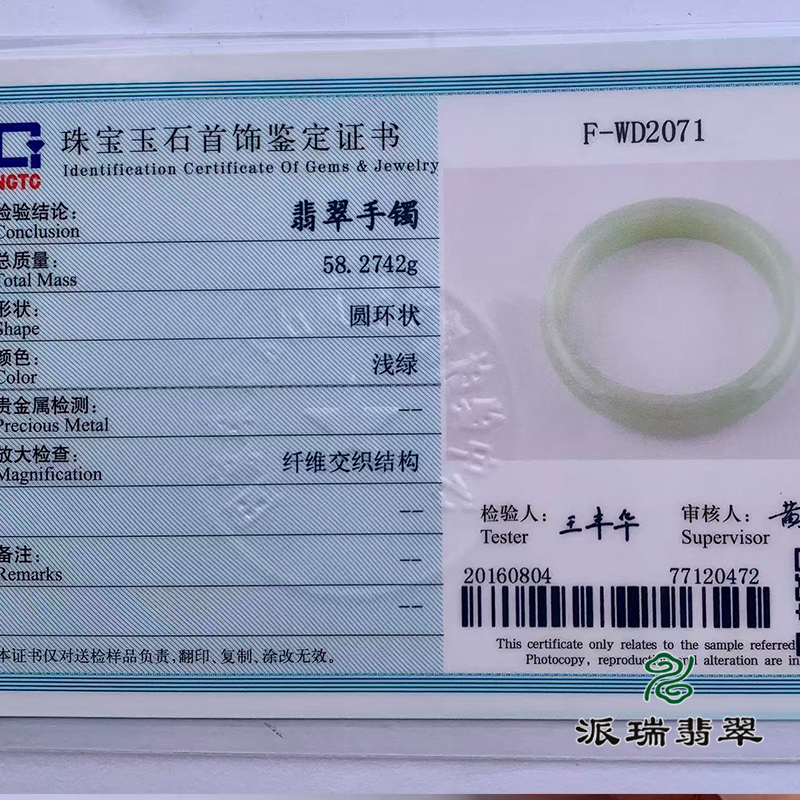 珠宝玉石首饰鉴定证书
Identification Certificate Of Gems & Jewelry
NGTC
检验结论: 翡翠手镯
Conclusion
总质量: 58.2742g
Total Mass
形状: 圆环状
Shape
颜色: 浅绿
Color
贵金属检测: --
Precious Metal
放大检查: 纤维交织结构
Magnification
--
备注: --
Remarks
--
本证书仅对送检样品负责,翻印、复制、涂改无效。
F-WD2071
检验人: 王丰华
Tester
审核人: 黄
Supervisor
20160804 77120472
This certificate only relates to the sample referred
Photocopy, reproduct al alteration are in
派瑞翡翠